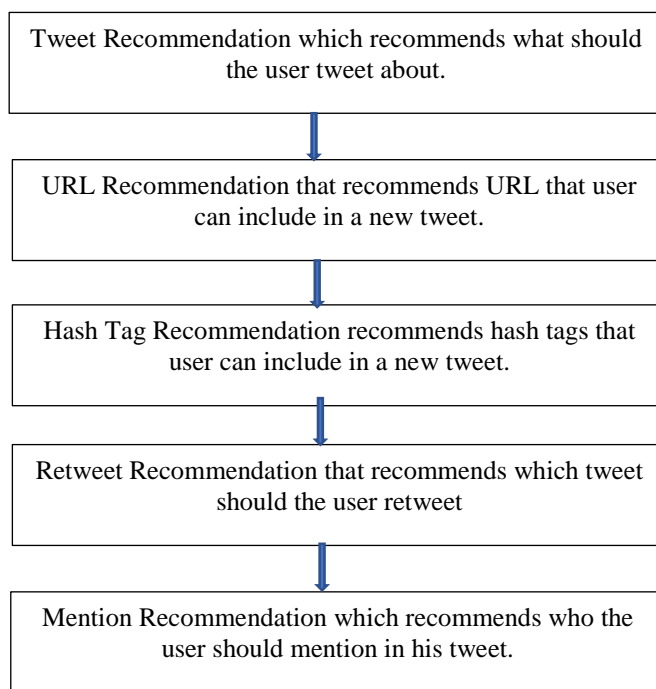 Tweet Recommendation which recommends what should
the user tweet about.
URL Recommendation that recommends URL that user
can include in a new tweet.
Hash Tag Recommendation recommends hash tags that
user can include in a new tweet.
Retweet Recommendation that recommends which tweet
should the user retweet
Mention Recommendation which recommends who the
user should mention in his tweet.